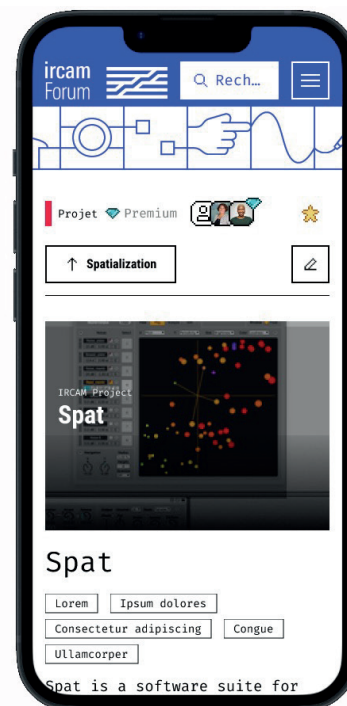 ircam
Forum
Rech...
Projet Premium
↑ Spatialization
IRCAM Project
Spat
Spat
Lorem
Ipsum dolores
Consectetur adipiscing
Congue
Ullamcorper
Spat is a software suite for